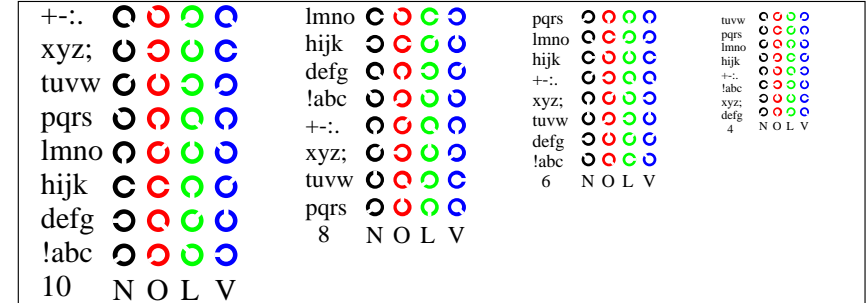 +-:.
xyz;
tuvw
pqrs
lmno
hijk
defg
!abc
10 N O L V
lmno
hijk
defg
!abc
+-:.
xyz;
tuvw
pqrs
8 N O L V
pqrs
lmno
hijk
+-:.
xyz;
tuvw
defg
!abc
6 N O L V
tuvw
pqrs
lmno
hijk
+-:.
!abc
xyz;
defg
4 N O L V